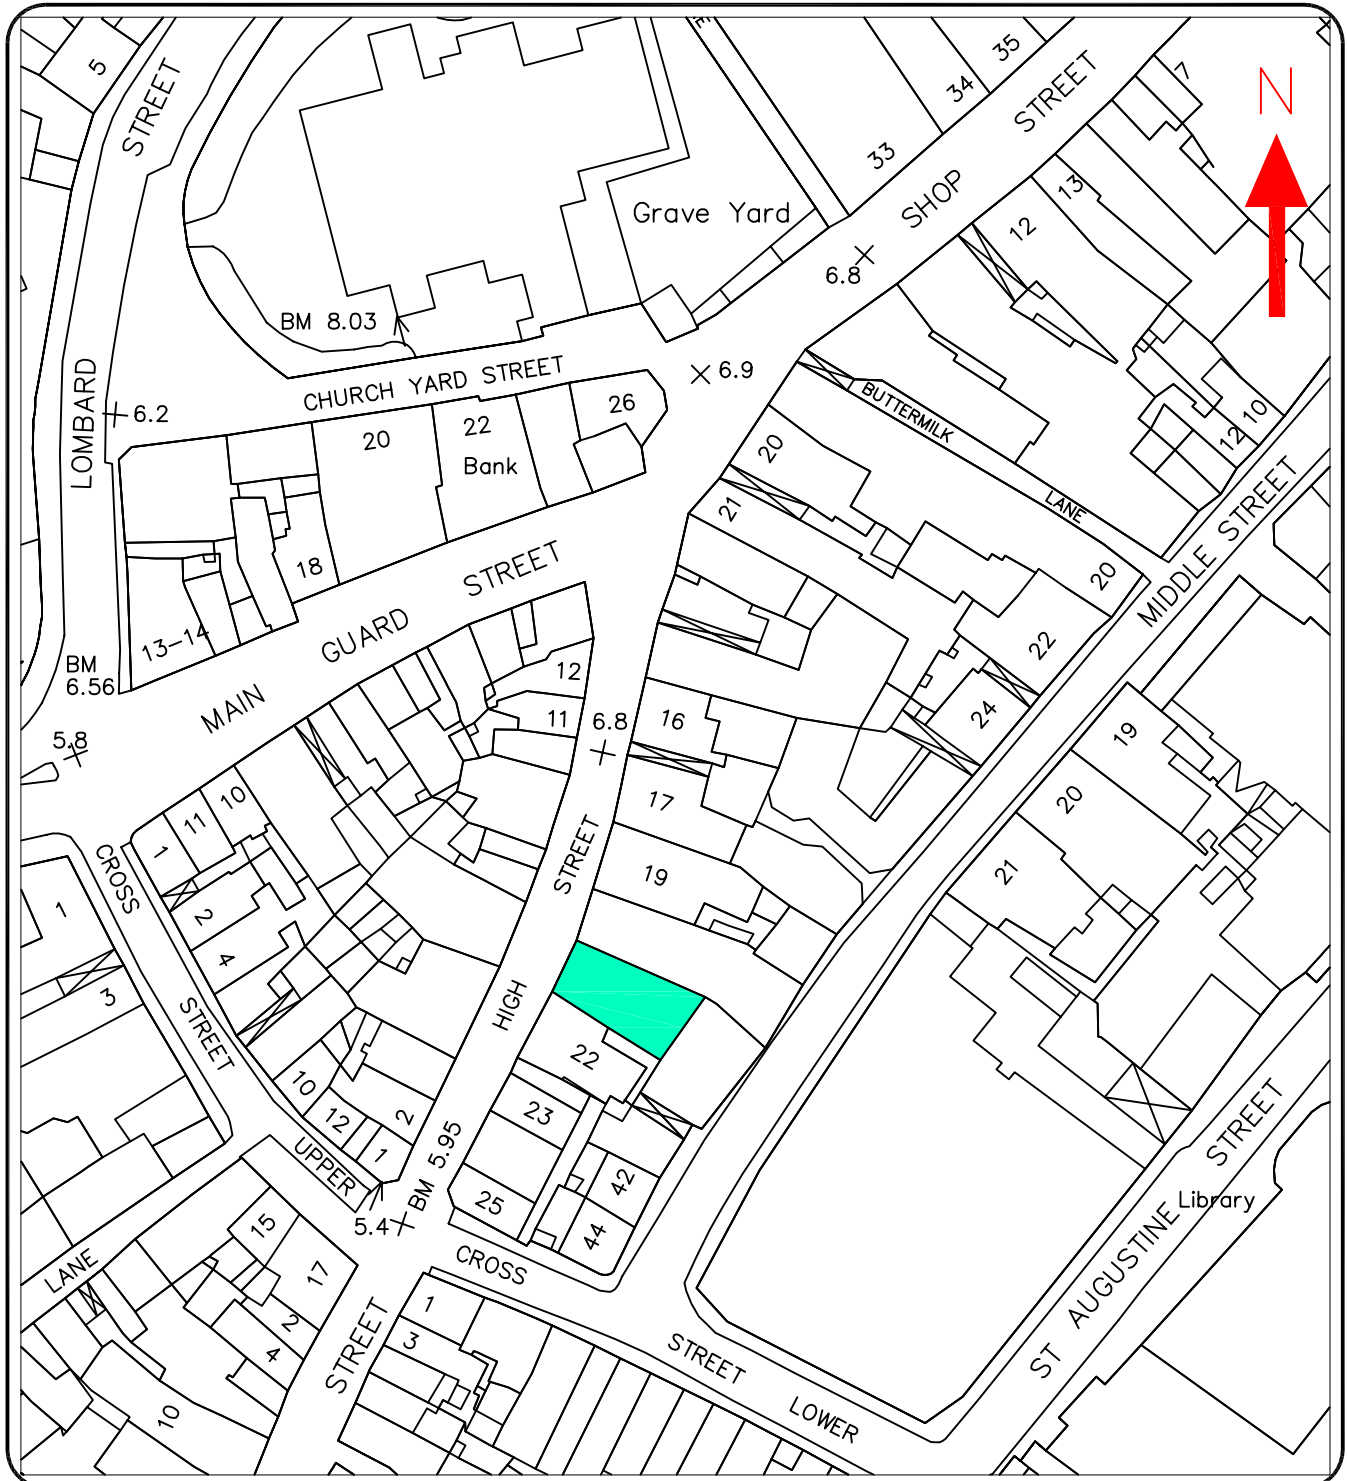 5
STREET
35
34
33
STREET
SHOP
7
N
13
12
Grave Yard
6.8
BM 8.03
6.9
CHURCH YARD STREET
LOMBARD
6.2
26
22
Bank
20
BUTTERMILK
LANE
20
21
10
12
20
MIDDLE STREET
18
13-14
STREET
GUARD
MAIN
BM
6.56
5.8
12
11
6.8
16
22
24
17
19
STREET
HIGH
19
20
21
10
11
1
CROSS
2
4
STREET
1
3
22
23
25
42
44
10
12
1
2
UPPER
BM 5.95
5.4
CROSS
STREET
LOWER
LANE
15
17
2
4
10
STREET
1
3
ST AUGUSTINE STREET
Library